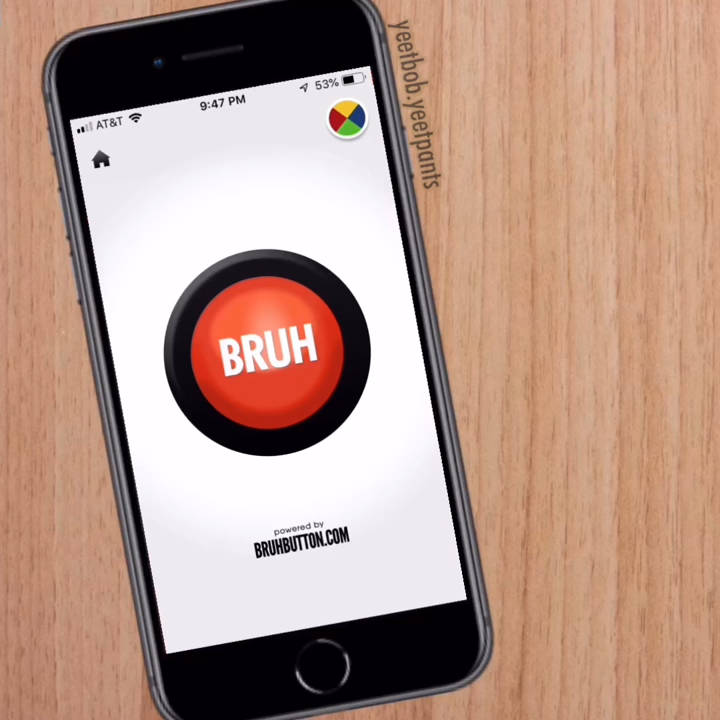 AT&T 9:47 PM 53%
yeetbob.yeetpants
BRUH
powered by
BRUHBUTTON.COM